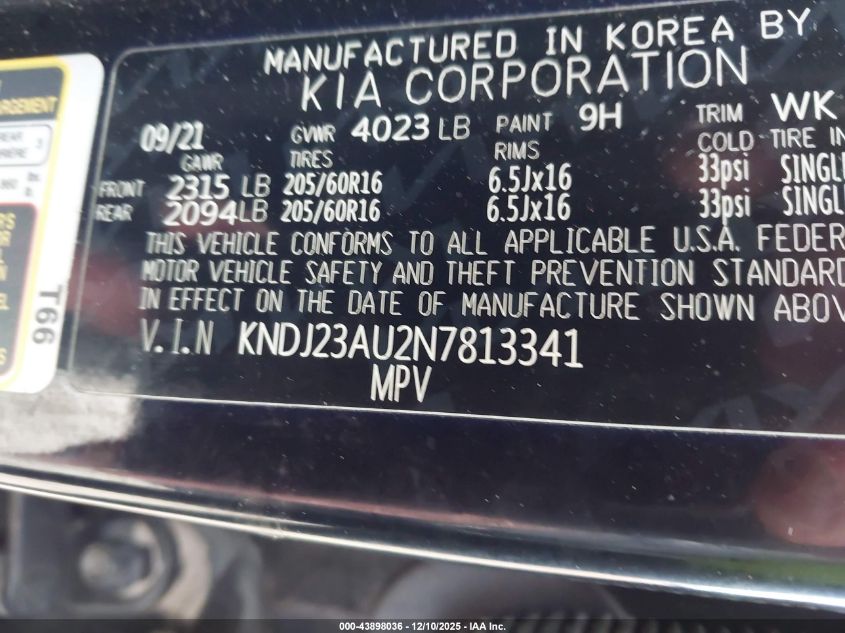 MANUFACTURED IN KOREA BY
KIA CORPORATION
09/21 GVWR 4023 LB PAINT 9H TRIM WK
GAWR TIRES RIMS COLD TIRE IN
FRONT 2315 LB 205/60R16 6.5Jx16 33psi SINGL
REAR 2094LB 205/60R16 6.5Jx16 33psi SINGL
THIS VEHICLE CONFORMS TO ALL APPLICABLE U.S.A. FEDER
MOTOR VEHICLE SAFETY AND THEFT PREVENTION STANDARD
IN EFFECT ON THE DATE OF MANUFACTURE SHOWN ABOV
V.I.N KNDJ23AU2N7813341
MPV
T66
000-43898036 - 12/10/2025 - IAA Inc.